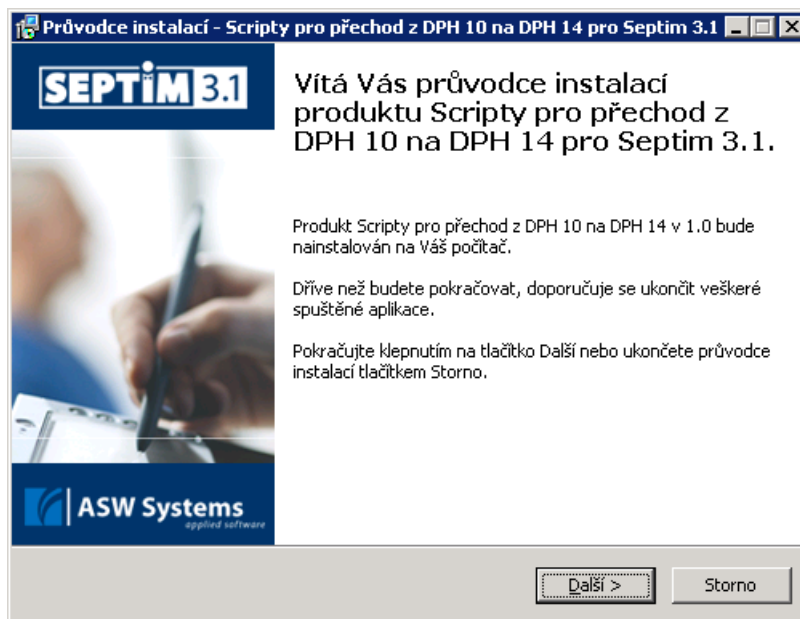 Průvodce instalací - Scripty pro přechod z DPH 10 na DPH 14 pro Septim 3.1
SEPTIM 3.1
Vítá Vás průvodce instalací
produktu Scripty pro přechod z
DPH 10 na DPH 14 pro Septim 3.1.
Produkt Scripty pro přechod z DPH 10 na DPH 14 v 1.0 bude
nainstalován na Váš počítač.
Dříve než budete pokračovat, doporučuje se ukončit veškeré
spuštěné aplikace.
Pokračujte klepnutím na tlačítko Další nebo ukončete průvodce
instalací tlačítkem Storno.
ASW Systems
applied software
Další >
Storno